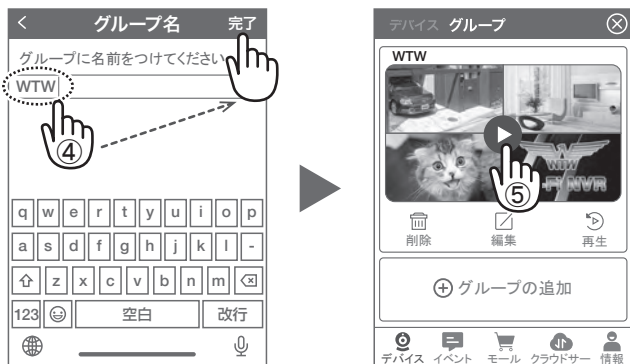 グループ名
完了
グループに名前をつけてください
WTW
④
q w e r t y u i o p
a s d f g h j k l -
z x c v b n m
123 空白 改行
デバイス グループ
WTW
WTW
-FI NVR
⑤
削除 編集 再生
グループの追加
デバイス イベント モール クラウドサー 情報